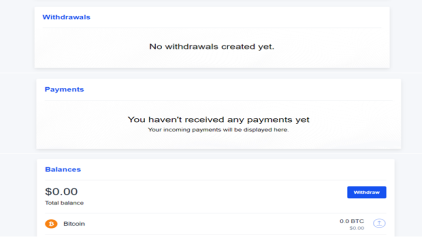 Withdrawals
No withdrawals created yet.
Payments
You haven't received any payments yet
Your incoming payments will be displayed here.
Balances
$0.00
Withdraw
Total balance
Bitcoin
0.0 BTC
$0.00